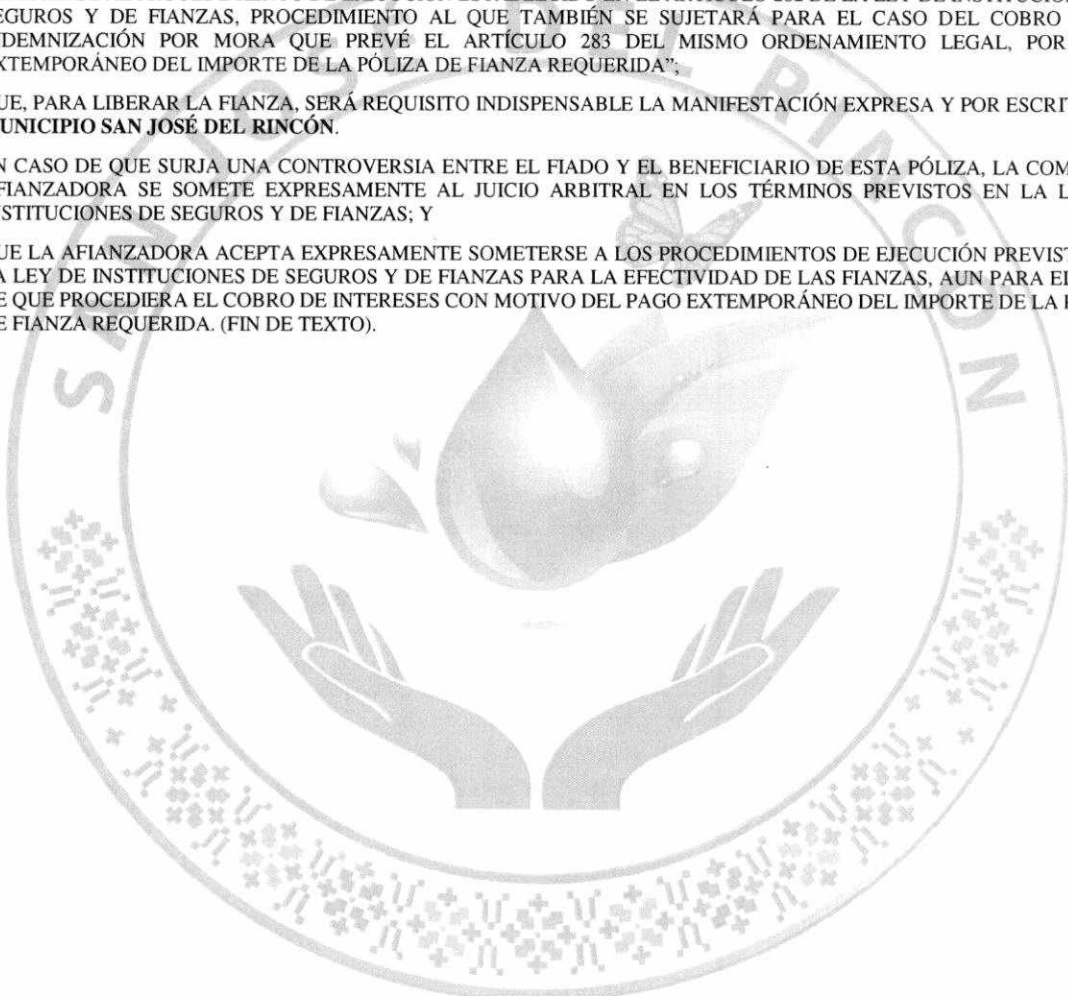 SEGUROS Y DE FIANZAS, PROCEDIMIENTO AL QUE TAMBIÉN SE SUJETARÁ PARA EL CASO DEL COBRO
INDEMNIZACIÓN POR MORA QUE PREVÉ EL ARTÍCULO 283 DEL MISMO ORDENAMIENTO LEGAL, POR
EXTEMPORÁNEO DEL IMPORTE DE LA PÓLIZA DE FIANZA REQUERIDA”;
QUE, PARA LIBERAR LA FIANZA, SERÁ REQUISITO INDISPENSABLE LA MANIFESTACIÓN EXPRESA Y POR ESCRIT
MUNICIPIO SAN JOSÉ DEL RINCÓN.
EN CASO DE QUE SURJA UNA CONTROVERSIA ENTRE EL FIADO Y EL BENEFICIARIO DE ESTA PÓLIZA, LA COM
AFIANZADORA SE SOMETE EXPRESAMENTE AL JUICIO ARBITRAL EN LOS TÉRMINOS PREVISTOS EN LA L
INSTITUCIONES DE SEGUROS Y DE FIANZAS; Y
QUE LA AFIANZADORA ACEPTA EXPRESAMENTE SOMETERSE A LOS PROCEDIMIENTOS DE EJECUCIÓN PREVIST
LA LEY DE INSTITUCIONES DE SEGUROS Y DE FIANZAS PARA LA EFECTIVIDAD DE LAS FIANZAS, AUN PARA EL
DE QUE PROCEDIERA EL COBRO DE INTERESES CON MOTIVO DEL PAGO EXTEMPORÁNEO DEL IMPORTE DE LA
DE FIANZA REQUERIDA. (FIN DE TEXTO).
SAN JOSE DEL RINCON